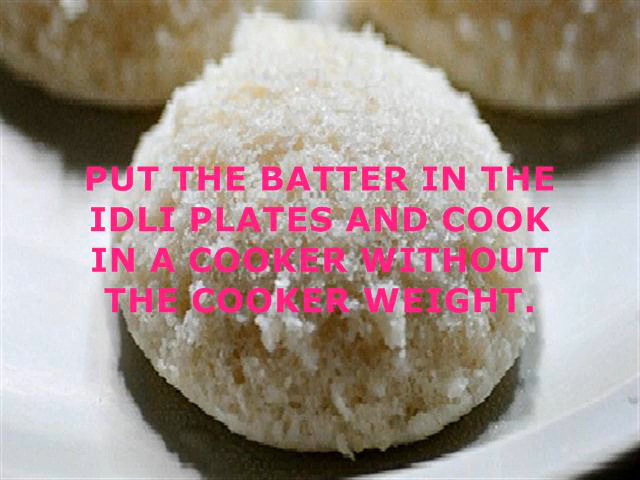 PUT THE BATTER IN THE
IDLI PLATES AND COOK
IN A COOKER WITHOUT
THE COOKER WEIGHT.